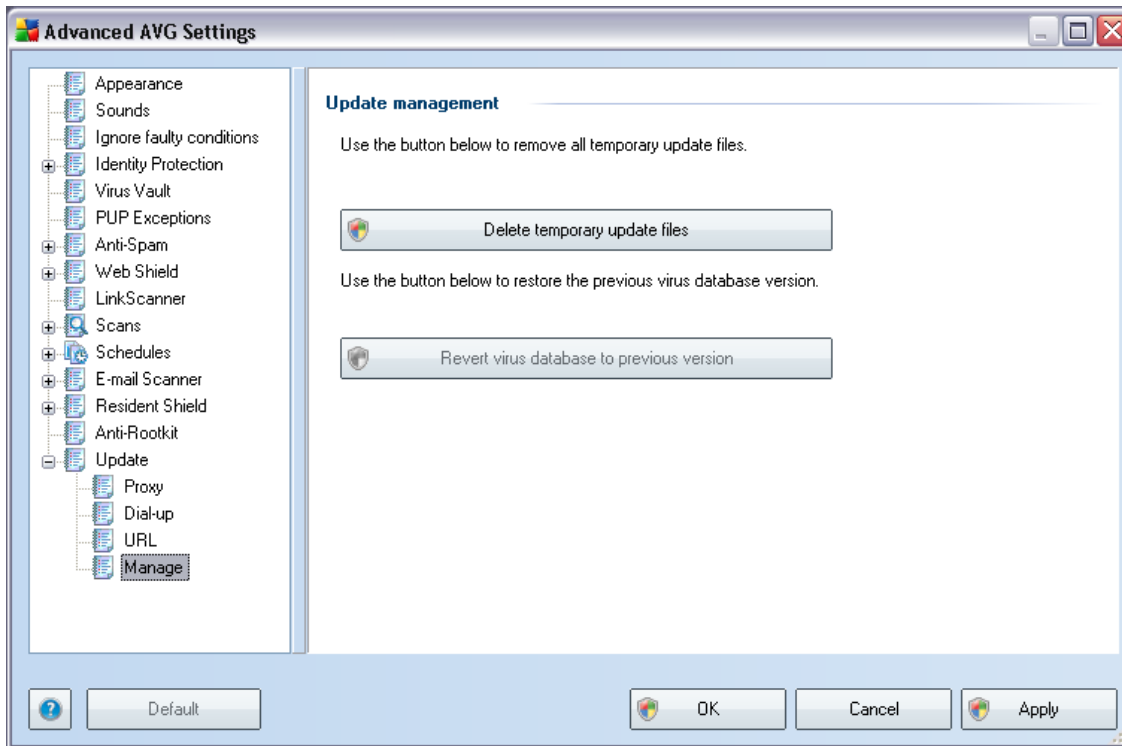 Advanced AVG Settings
Appearance
Sounds
Ignore faulty conditions
Identity Protection
Virus Vault
PUP Exceptions
Anti-Spam
Web Shield
LinkScanner
Scans
Schedules
E-mail Scanner
Resident Shield
Anti-Rootkit
Update
Proxy
Dial-up
URL
Manage
Update management
Use the button below to remove all temporary update files.
Delete temporary update files
Use the button below to restore the previous virus database version.
Revert virus database to previous version
Default
OK
Cancel
Apply